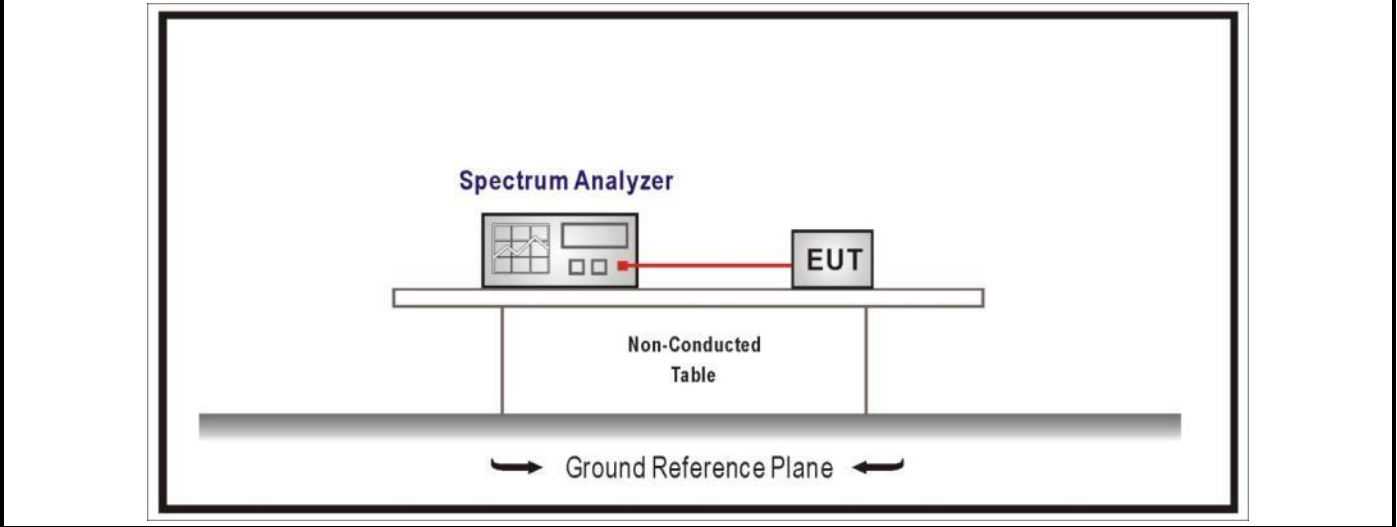 Spectrum Analyzer
EUT
Non-Conducted
Table
Ground Reference Plane